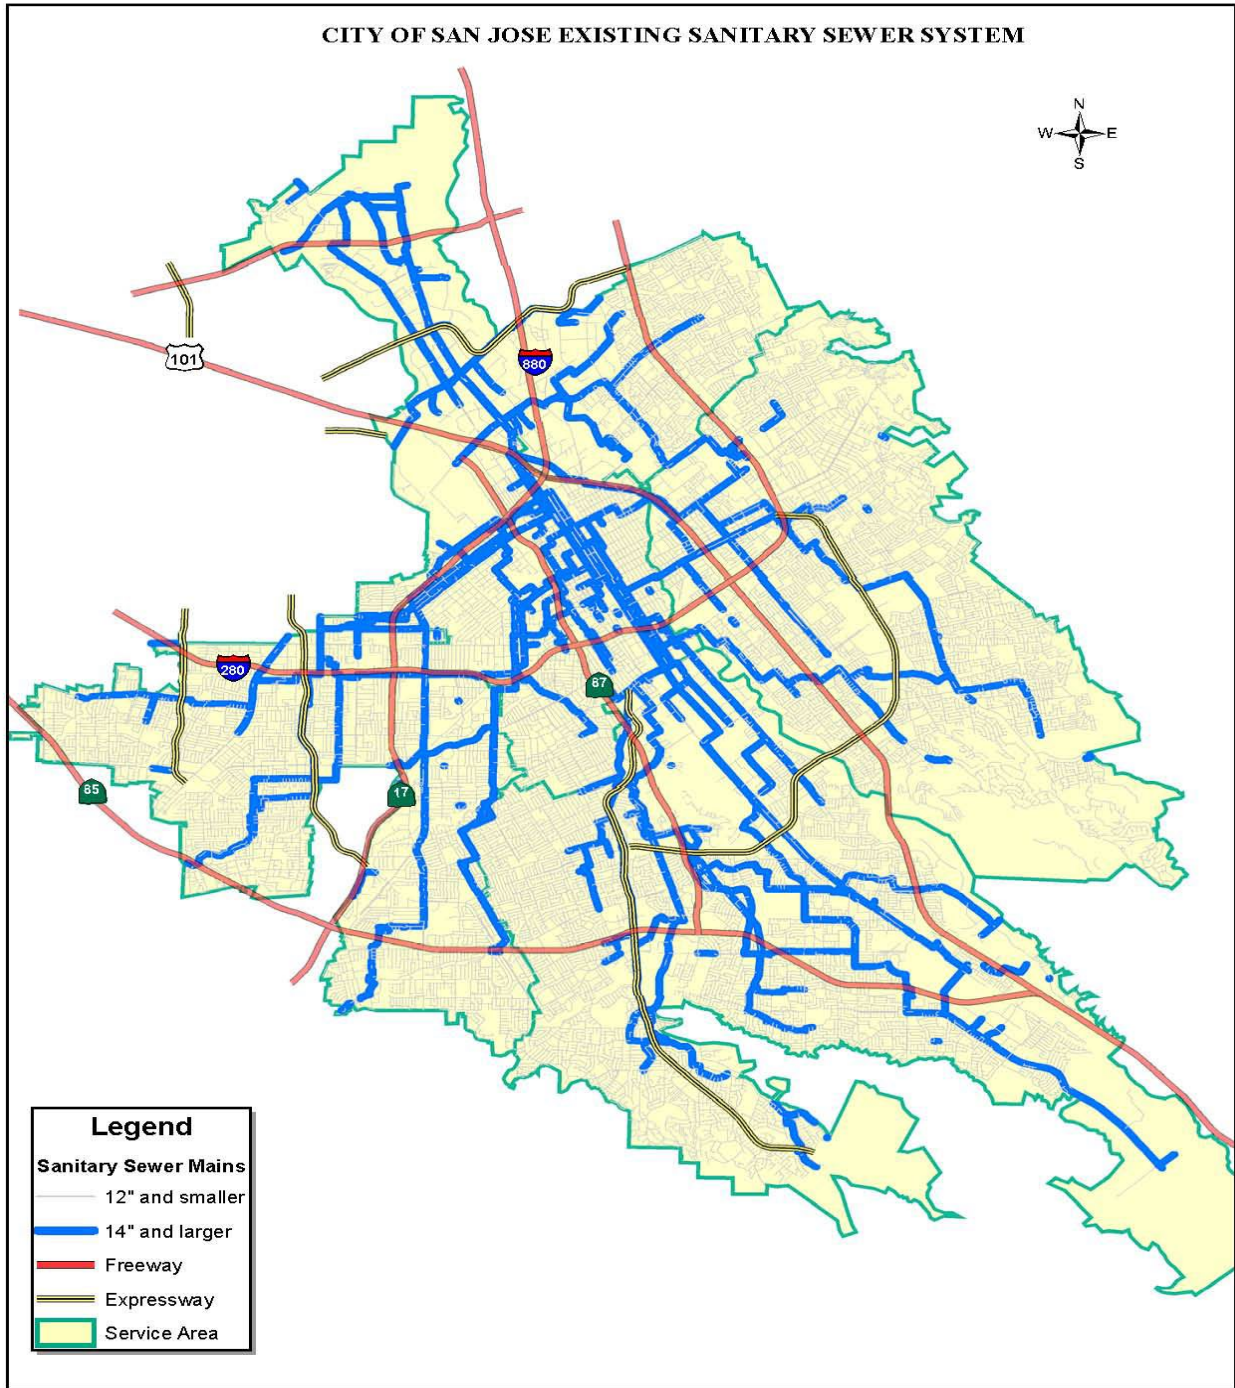 CITY OF SAN JOSE EXISTING SANITARY SEWER SYSTEM
N
W E
S
101
880
280
87
85
17
Legend
Sanitary Sewer Mains
12" and smaller
14" and larger
Freeway
Expressway
Service Area